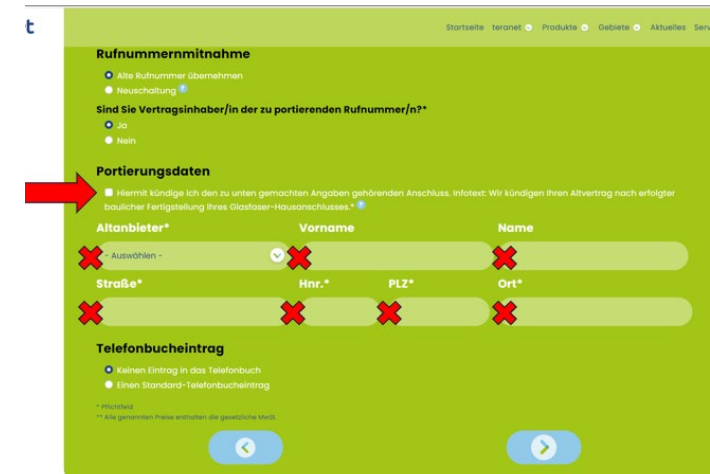 t
Startseite teranet Produkte Gebiete Aktuelles Serv
Rufnummernmitnahme
Alte Rufnummer übernehmen
Neuschaltung ?
Sind Sie Vertragsinhaber/in der zu portierenden Rufnummer/n?*
Ja
Nein
Portierungsdaten
Hiermit kündige ich den zu unten gemachten Angaben gehörenden Anschluss. Infotext: Wir kündigen Ihren Altvertrag nach erfolgter
baulicher Fertigstellung Ihres Glasfaser-Hausanschlusses.* ?
Altanbieter* Vorname Name
- Auswählen -
Straße* Hnr.* PLZ* Ort*
Telefonbucheintrag
Keinen Eintrag in das Telefonbuch
Einen Standard-Telefonbucheintrag
* Pflichtfeld
** Alle genannten Preise enthalten die gesetzliche MwSt.